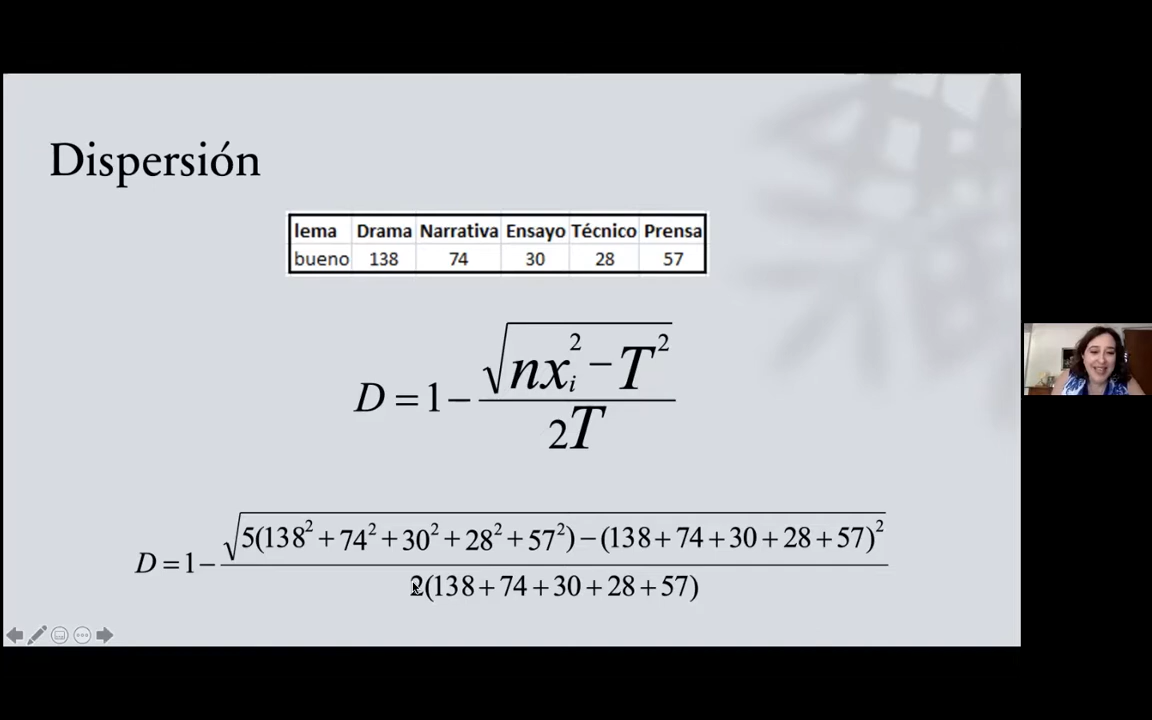 Dispersión
lema Drama Narrativa Ensayo Técnico Prensa
bueno 138 74 30 28 57
D = 1 − √(nx_i² − T²) / 2T
D = 1 − √(5(138² + 74² + 30² + 28² + 57²) − (138 + 74 + 30 + 28 + 57)²) / 2(138 + 74 + 30 + 28 + 57)